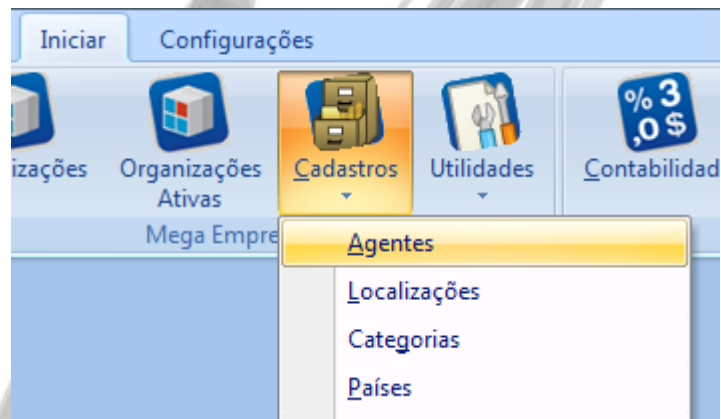 Iniciar Configurações
izações Organizações Ativas Cadastros Utilidades Contabilidad
% 3 ,0 $
Mega Empre
Agentes
Localizações
Categorias
Países